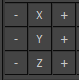 - X +
- Y +
- Z +